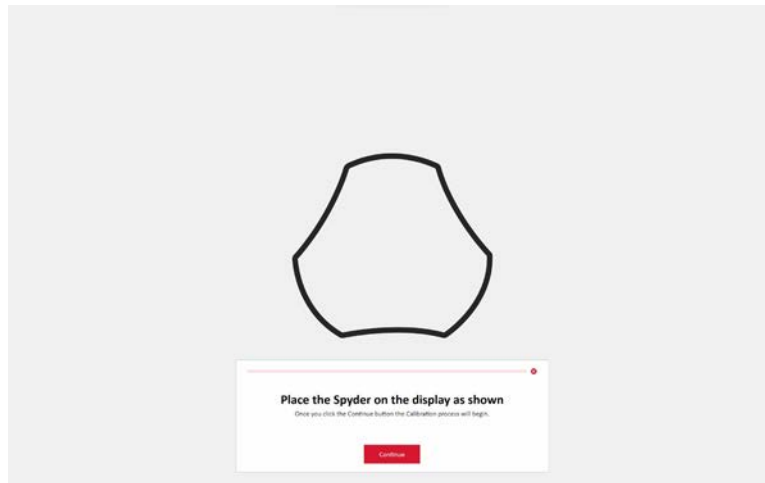 Place the Spyder on the display as shown
Once you click the Continue button the Calibration process will begin.
Continue